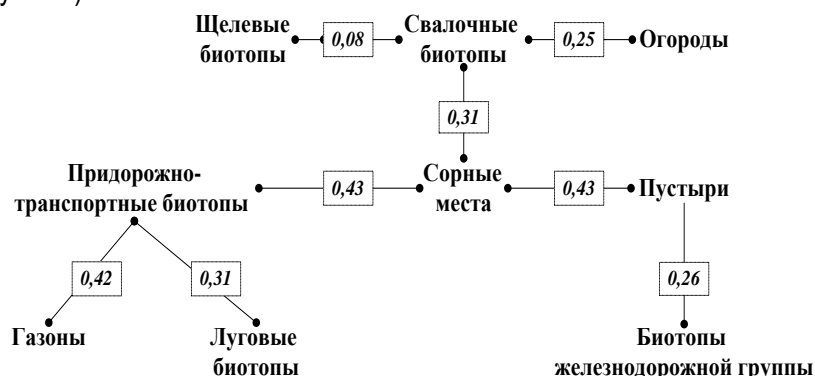 Щелевые
биотопы
0,08
Свалочные
биотопы
0,25
Огороды
0,31
Придорожно-
транспортные биотопы
0,43
Сорные
места
0,43
Пустыри
0,42
0,31
0,26
Газоны
Луговые
биотопы
Биотопы
железнодорожной группы